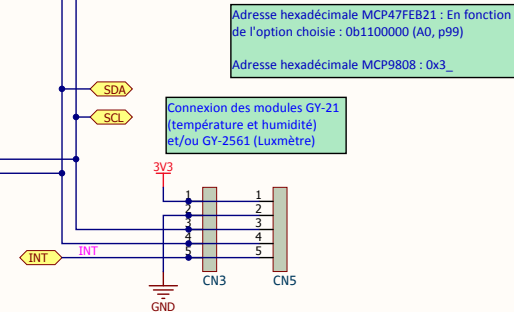 Adresse hexadécimale MCP47FEB21 : En fonction
de l'option choisie : 0b1100000 (A0, p99)
Adresse hexadécimale MCP9808 : 0x3_
SDA
SCL
Connexion des modules GY-21
(température et humidité)
et/ou GY-2561 (Luxmètre)
3V3
1 1
2 2
3 3
4 4
5 5
INT INT
CN3 CN5
GND